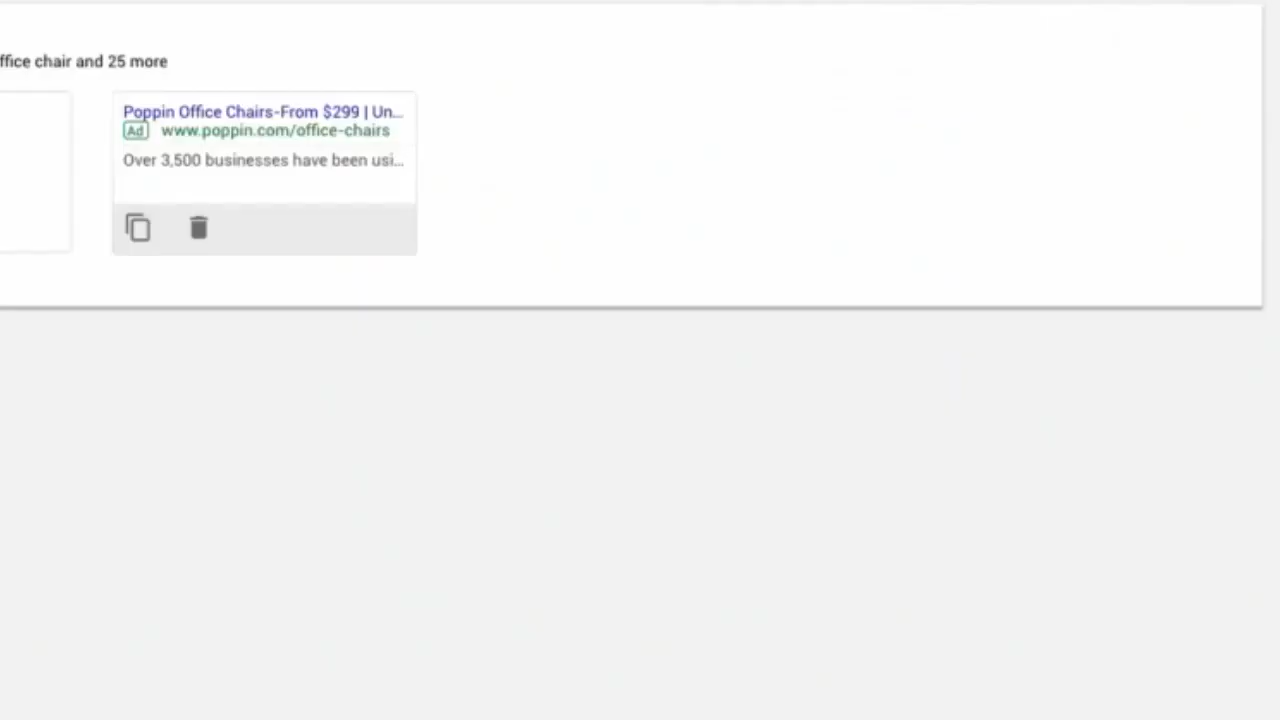 ffice chair and 25 more
Poppin Office Chairs-From $299 | Un...
Ad www.poppin.com/office-chairs
Over 3,500 businesses have been usi...